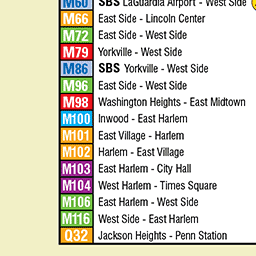 M60 SBS LaGuardia Airport - West Side
M66 East Side - Lincoln Center
M72 East Side - West Side
M79 Yorkville - West Side
M86 SBS Yorkville - West Side
M96 East Side - West Side
M98 Washington Heights - East Midtown
M100 Inwood - East Harlem
M101 East Village - Harlem
M102 Harlem - East Village
M103 East Harlem - City Hall
M104 West Harlem - Times Square
M106 East Harlem - West Side
M116 West Side - East Harlem
Q32 Jackson Heights - Penn Station